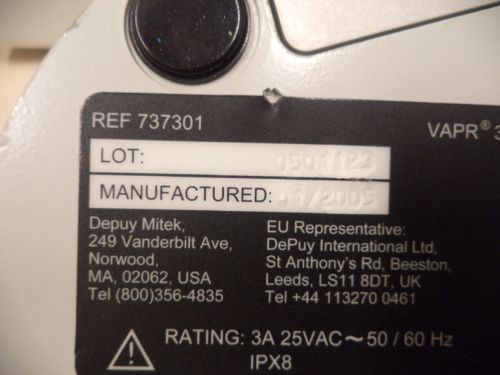 REF 737301
VAPR® 3
LOT:
MANUFACTURED:
Depuy Mitek,
249 Vanderbilt Ave,
Norwood,
MA, 02062, USA
Tel (800)356-4835
EU Representative:
DePuy International Ltd,
St Anthony's Rd, Beeston,
Leeds, LS11 8DT, UK
Tel +44 113270 0461
RATING: 3A 25VAC ~ 50 / 60 Hz
IPX8